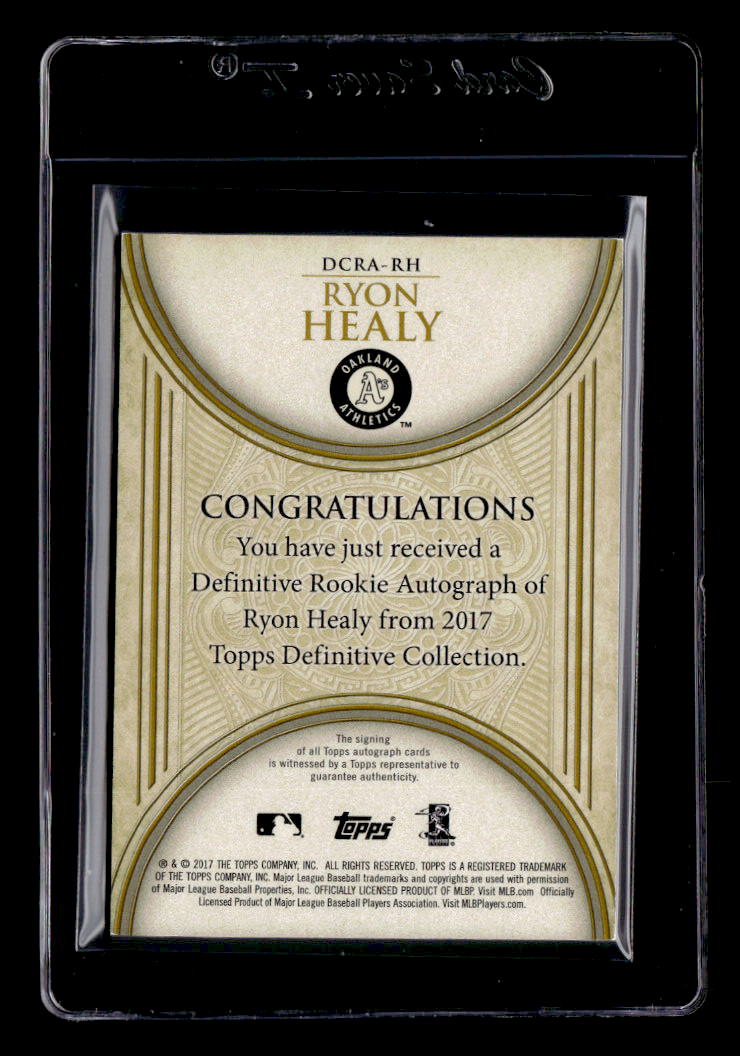 Card Saver II ®
DCRA-RH
RYON
HEALY
OAKLAND
A's
ATHLETICS
™
CONGRATULATIONS
You have just received a
Definitive Rookie Autograph of
Ryon Healy from 2017
Topps Definitive Collection.
The signing
of all Topps autograph cards
is witnessed by a Topps representative to
guarantee authenticity.
Topps®
PLAYERS
® & © 2017 THE TOPPS COMPANY, INC. ALL RIGHTS RESERVED. TOPPS IS A REGISTERED TRADEMARK
OF THE TOPPS COMPANY, INC. Major League Baseball trademarks and copyrights are used with permission
of Major League Baseball Properties, Inc. OFFICIALLY LICENSED PRODUCT OF MLBP. Visit MLB.com Officially
Licensed Product of Major League Baseball Players Association. Visit MLBPlayers.com.